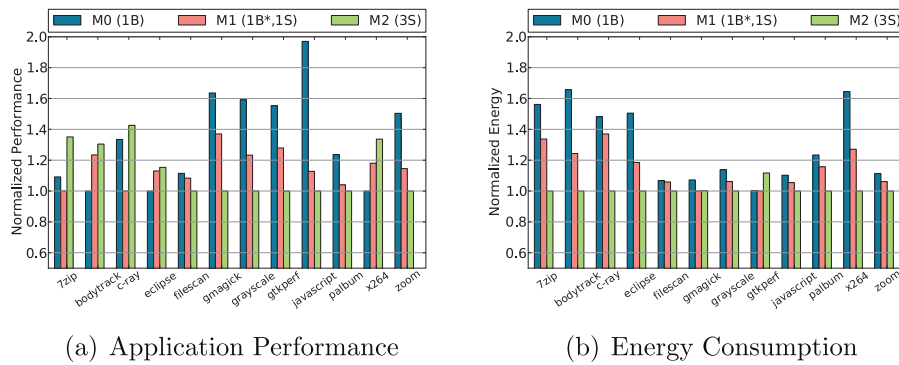 M0 (1B) M1 (1B*,1S) M2 (3S)
Normalized Performance
2.0
1.8
1.6
1.4
1.2
1.0
0.8
0.6
7zip
bodytrack
c-ray
eclipse
filescan
gmagick
grayscale
gtkperf
javascript
palbum
x264
zoom
(a) Application Performance
M0 (1B) M1 (1B*,1S) M2 (3S)
Normalized Energy
2.0
1.8
1.6
1.4
1.2
1.0
0.8
0.6
7zip
bodytrack
c-ray
eclipse
filescan
gmagick
grayscale
gtkperf
javascript
palbum
x264
zoom
(b) Energy Consumption